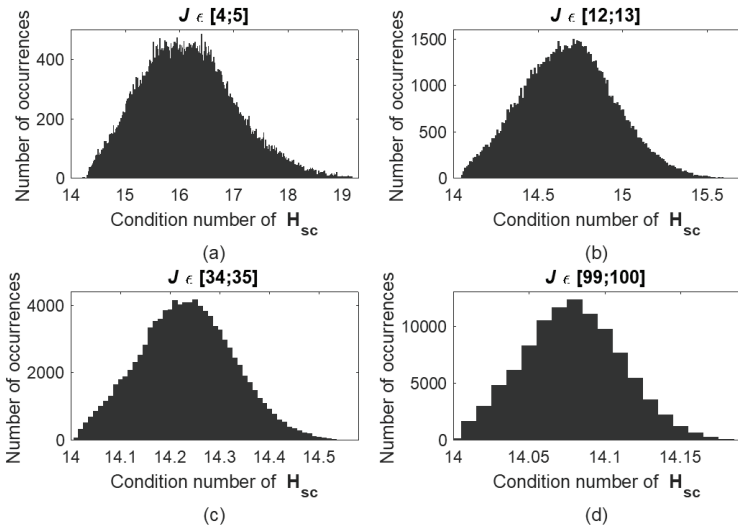 J ϵ [4;5]
Number of occurrences
400
200
0
14 15 16 17 18 19
Condition number of H_sc
(a)
J ϵ [12;13]
Number of occurrences
1500
1000
500
0
14 14.5 15 15.5
Condition number of H_sc
(b)
J ϵ [34;35]
Number of occurrences
4000
2000
0
14 14.1 14.2 14.3 14.4 14.5
Condition number of H_sc
(c)
J ϵ [99;100]
Number of occurrences
10000
5000
0
14 14.05 14.1 14.15
Condition number of H_sc
(d)